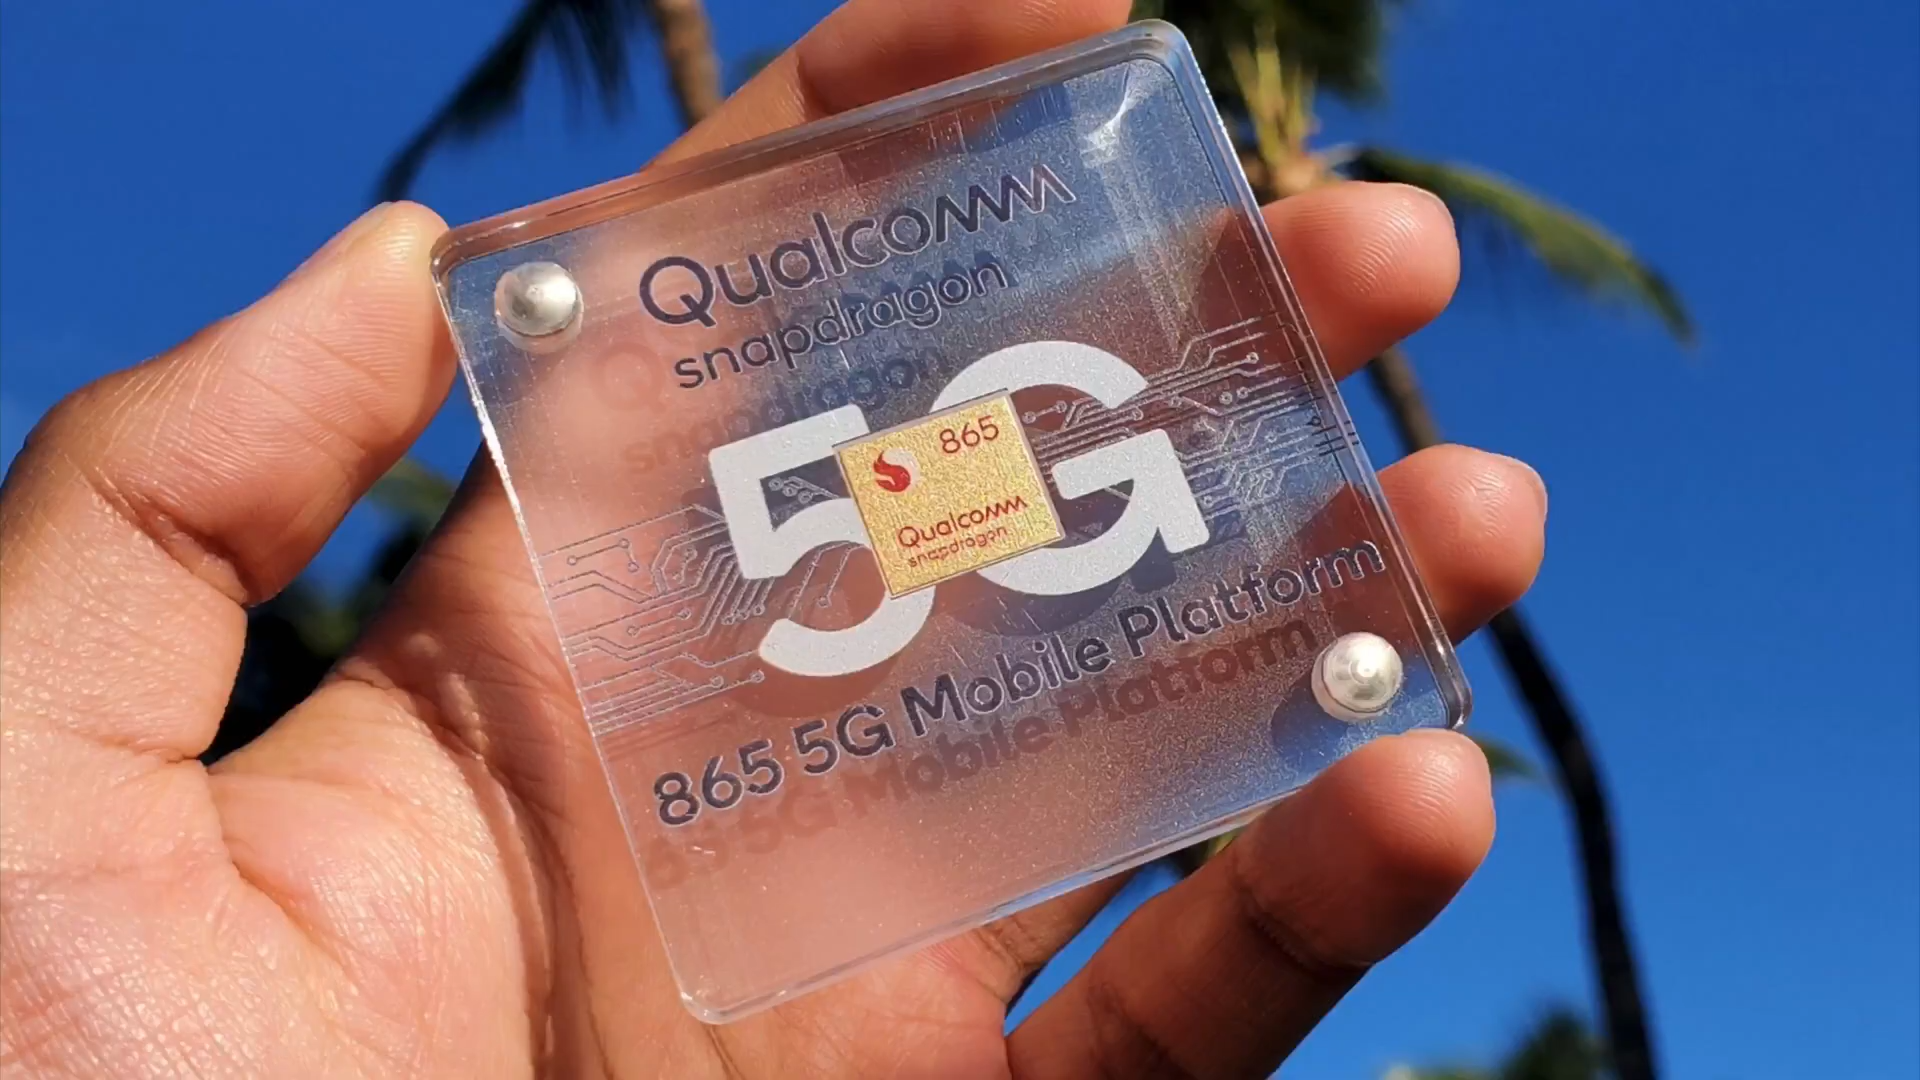 Qualcomm
snapdragon
5G
865
Qualcomm
snapdragon
865 5G Mobile Platform